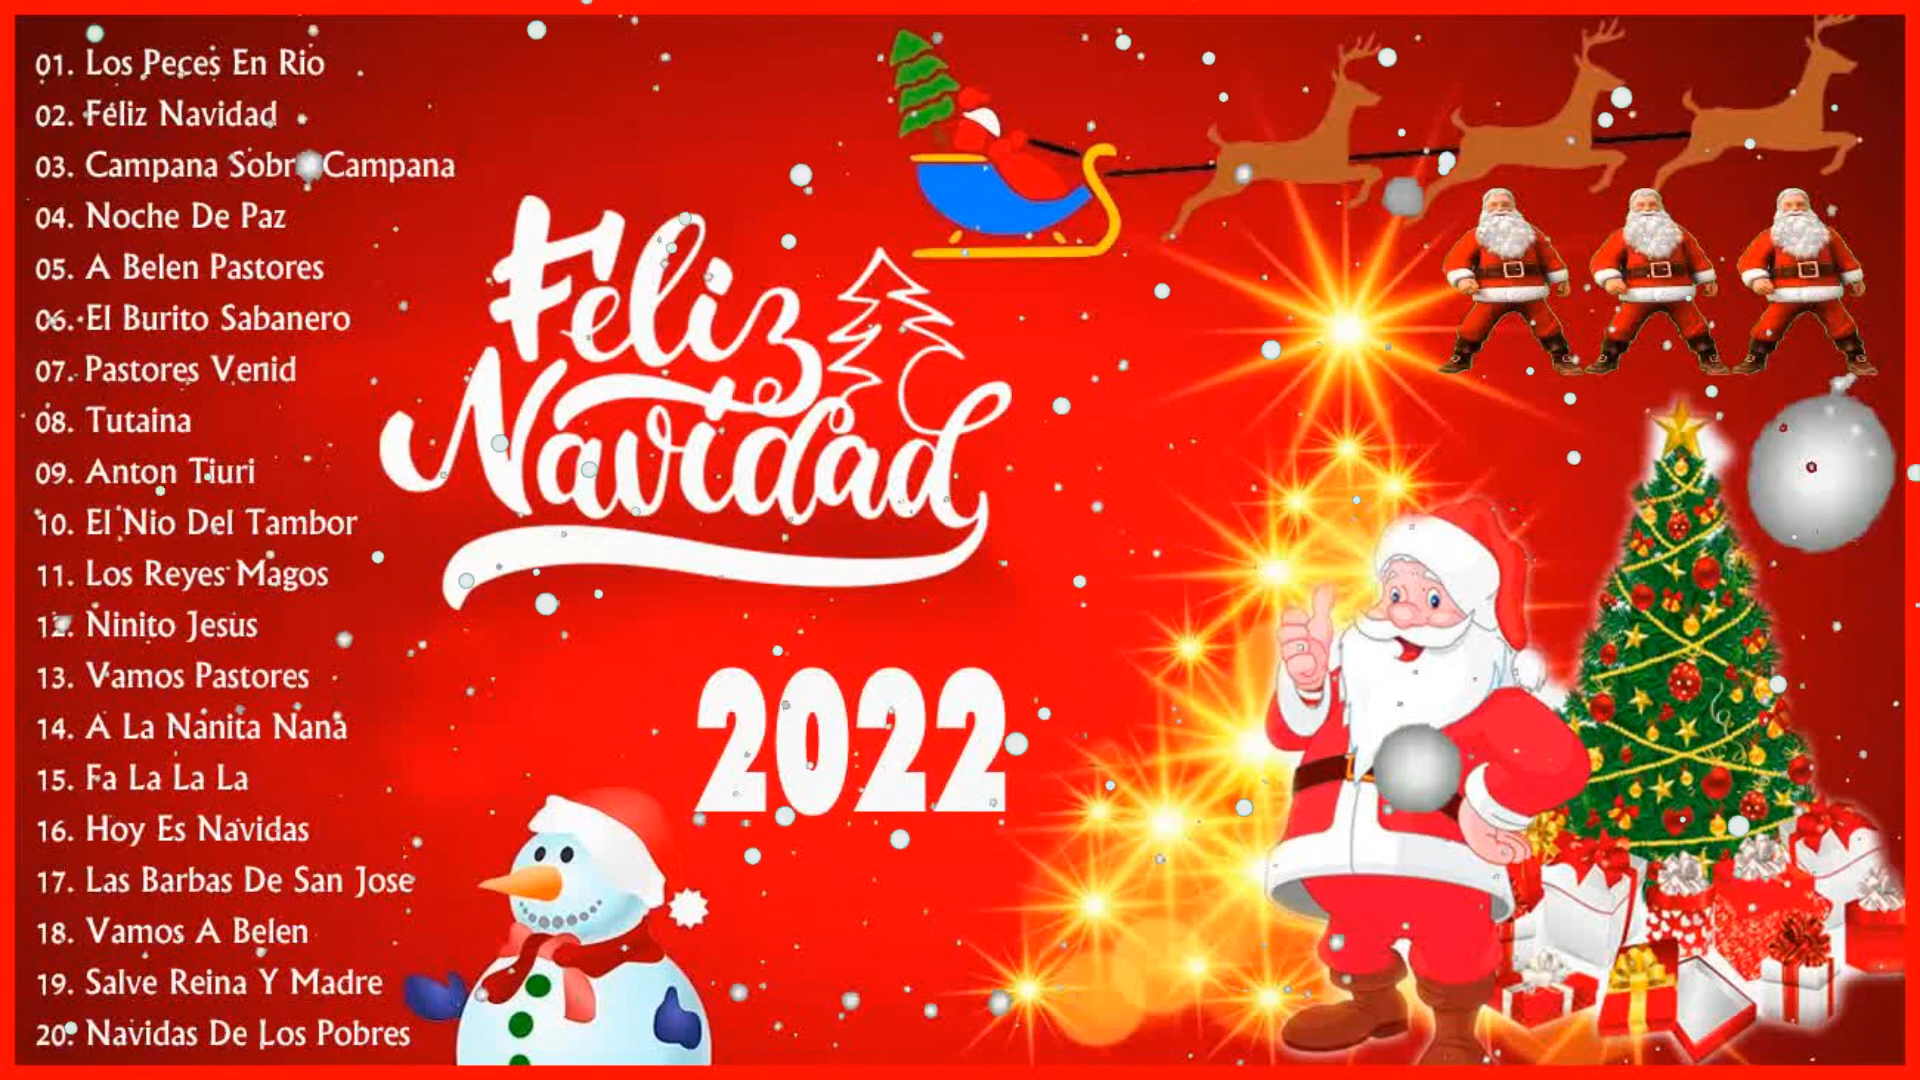 01. Los Peces En Rio
02. Feliz Navidad
03. Campana Sobre Campana
04. Noche De Paz
05. A Belen Pastores
06. El Burito Sabanero
07. Pastores Venid
08. Tutaina
09. Anton Tiuri
10. El Nio Del Tambor
11. Los Reyes Magos
12. Ninito Jesus
13. Vamos Pastores
14. A La Nanita Nana
15. Fa La La La
16. Hoy Es Navidas
17. Las Barbas De San Jose
18. Vamos A Belen
19. Salve Reina Y Madre
20. Navidas De Los Pobres
Feliz
Navidad
2022